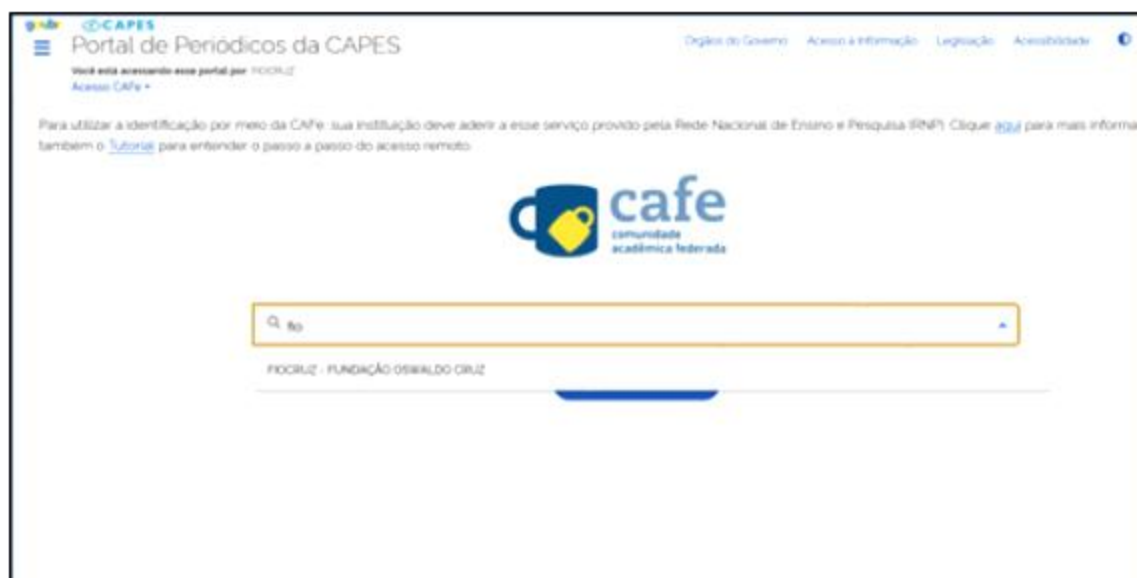 gov.br CAPES
Portal de Periódicos da CAPES
Órgãos do Governo Acesso à Informação Legislação Acessibilidade
Você está acessando esse portal por: FIOCRUZ
Acesso CAFe
Para utilizar a identificação por meio da CAFe, sua instituição deve aderir a esse serviço provido pela Rede Nacional de Ensino e Pesquisa (RNP). Clique aqui para mais informa
também o Tutorial para entender o passo a passo do acesso remoto.
cafe
comunidade
acadêmica federada
fio
FIOCRUZ - FUNDAÇÃO OSWALDO CRUZ